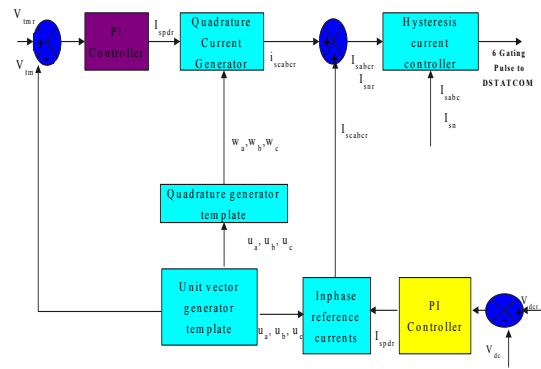 V tmr
+
-
V tm
PI
Controller
I spdr
Quadrature
Current
Generator
i scabcr
+
+
I sabcr
I snr
Hysteresis
current
controller
6 Gating
Pulse to
DSTATCOM
I sabc
I sn
I scabcr
w a ,w b ,w c
Quadrature generator
template
u a , u b , u c
Unit vector
generator
template
u a , u b , u c
Inphase
reference
currents
I spdr
PI
Controller
V dcr
+
-
V dc